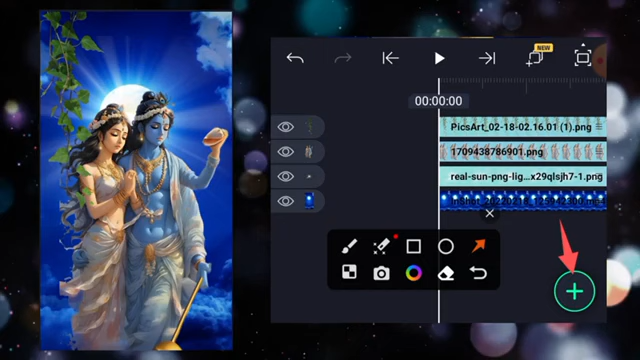 NEW
00:00:00
PicsArt_02-18-02.16.01 (1).png
1709438786901.png
real-sun-png-lig...x29qlsjh7-1.png